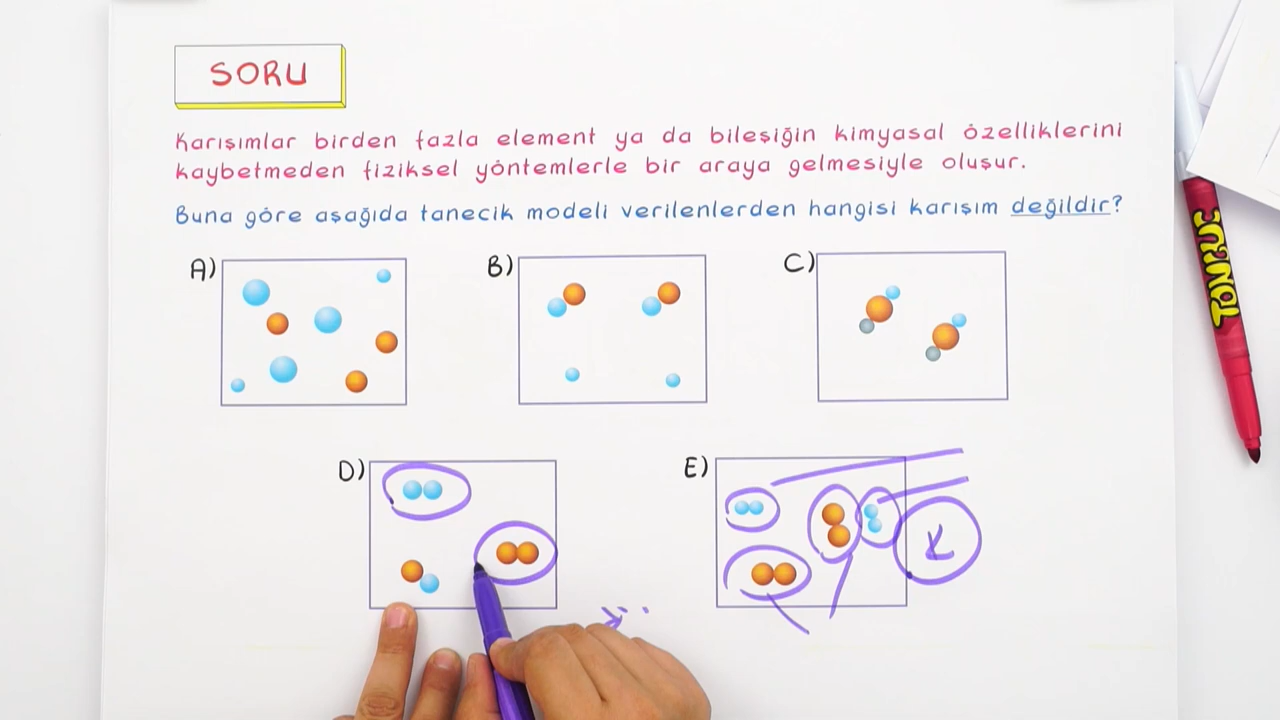 SORU
Karışımlar birden fazla element ya da bileşiğin kimyasal özelliklerini
kaybetmeden fiziksel yöntemlerle bir araya gelmesiyle oluşur.
Buna göre aşağıda tanecik modeli verilenlerden hangisi karışım değildir?
A)
B)
C)
D)
E)
K
TONGUÇ